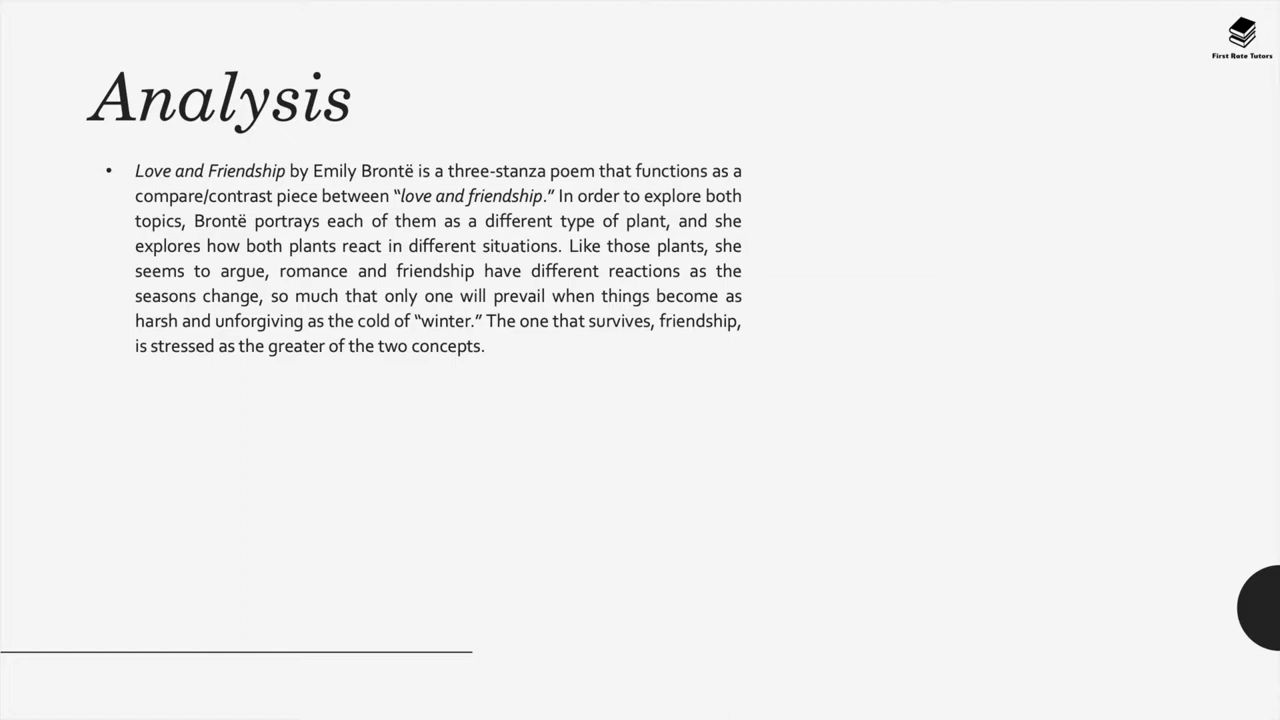 First Rate Tutors
Analysis
• Love and Friendship by Emily Brontë is a three-stanza poem that functions as a
compare/contrast piece between “love and friendship.” In order to explore both
topics, Brontë portrays each of them as a different type of plant, and she
explores how both plants react in different situations. Like those plants, she
seems to argue, romance and friendship have different reactions as the
seasons change, so much that only one will prevail when things become as
harsh and unforgiving as the cold of “winter.” The one that survives, friendship,
is stressed as the greater of the two concepts.